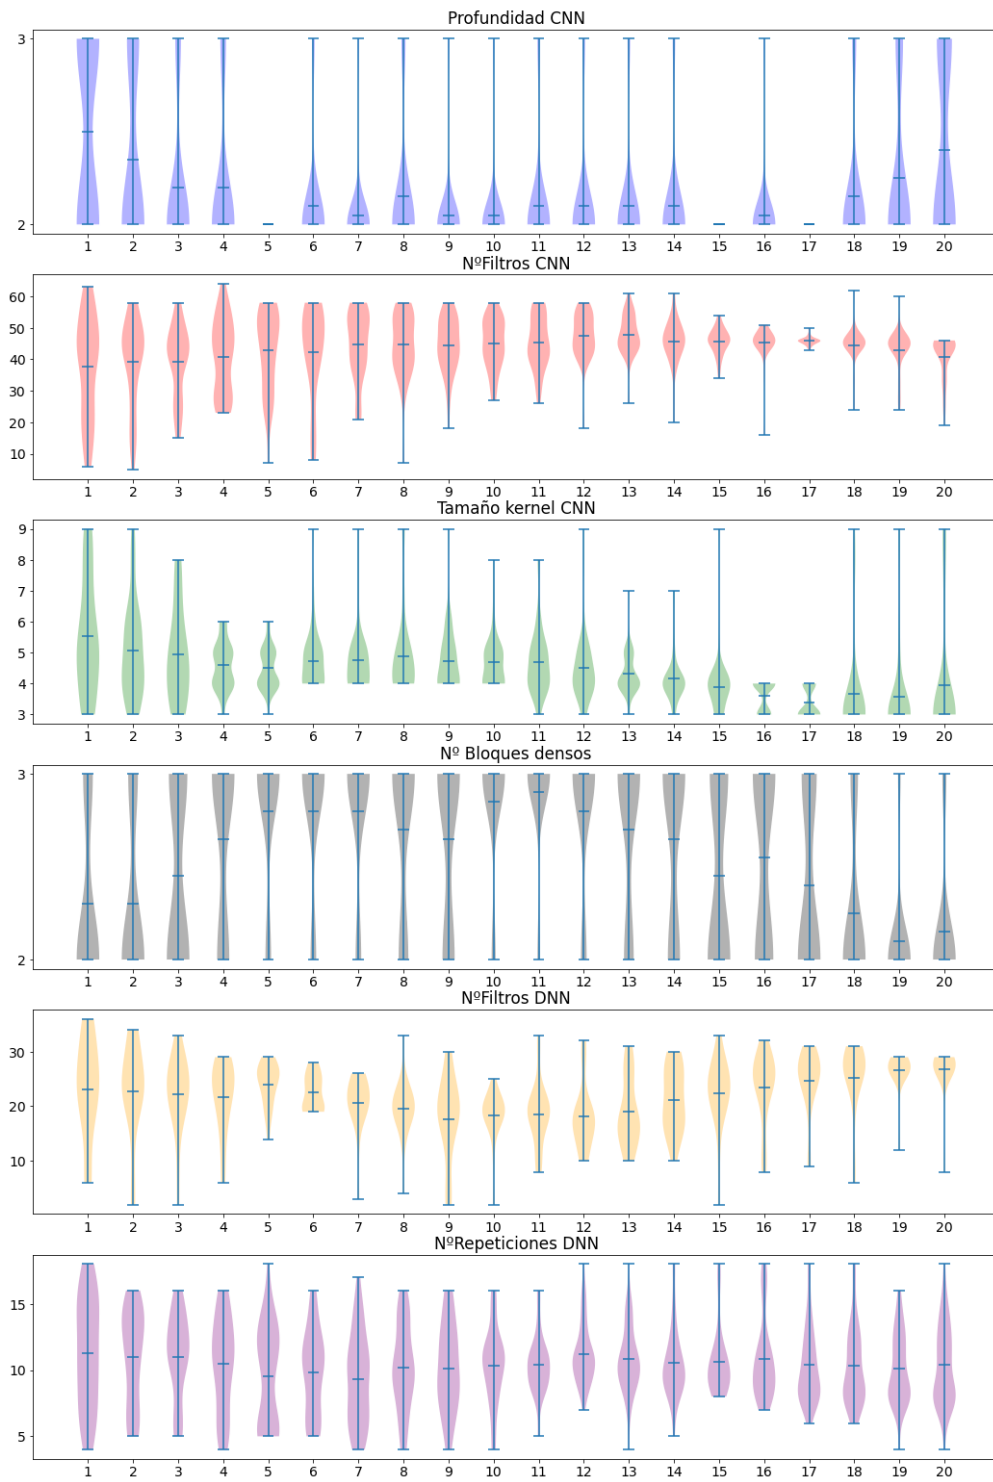 Profundidad CNN
3
2
1 2 3 4 5 6 7 8 9 10 11 12 13 14 15 16 17 18 19 20
NºFiltros CNN
60
50
40
30
20
10
1 2 3 4 5 6 7 8 9 10 11 12 13 14 15 16 17 18 19 20
Tamaño kernel CNN
9
8
7
6
5
4
3
1 2 3 4 5 6 7 8 9 10 11 12 13 14 15 16 17 18 19 20
Nº Bloques densos
3
2
1 2 3 4 5 6 7 8 9 10 11 12 13 14 15 16 17 18 19 20
NºFiltros DNN
30
20
10
1 2 3 4 5 6 7 8 9 10 11 12 13 14 15 16 17 18 19 20
NºRepeticiones DNN
15
10
5
1 2 3 4 5 6 7 8 9 10 11 12 13 14 15 16 17 18 19 20